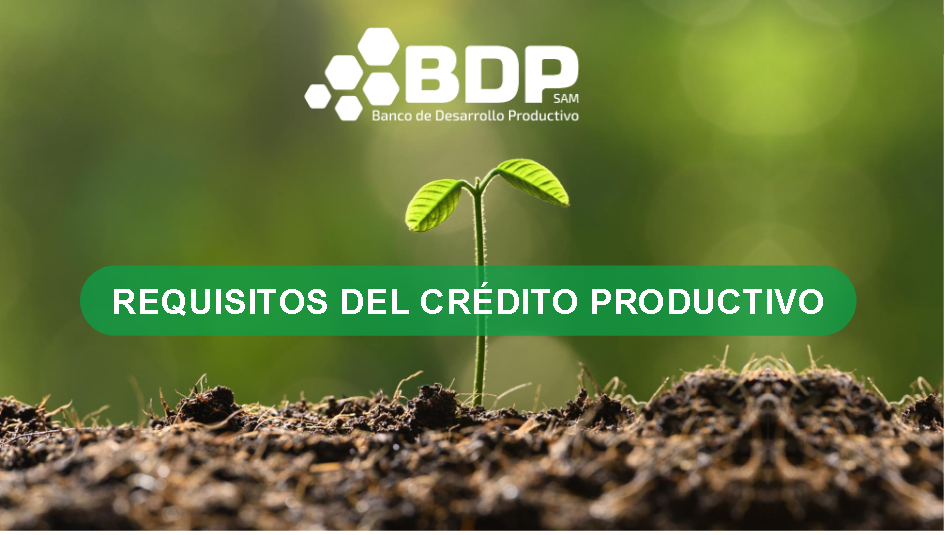 BDP
SAM
Banco de Desarrollo Productivo
REQUISITOS DEL CRÉDITO PRODUCTIVO